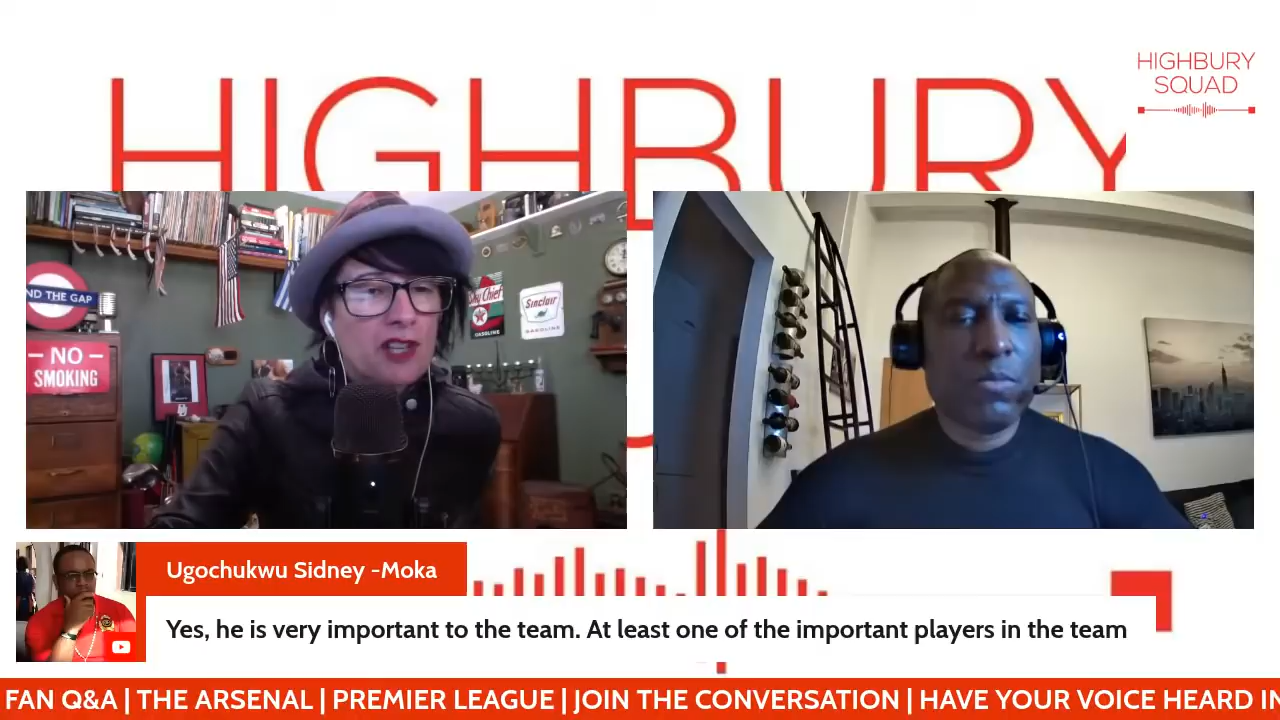 HIGHBURY
HIGHBURY
SQUAD
ND THE GAP
NO
SMOKING
Sky Chief
GASOLINE
Sinclair
GASOLINE
Ugochukwu Sidney -Moka
Yes, he is very important to the team. At least one of the important players in the team
FAN Q&A | THE ARSENAL | PREMIER LEAGUE | JOIN THE CONVERSATION | HAVE YOUR VOICE HEARD IN